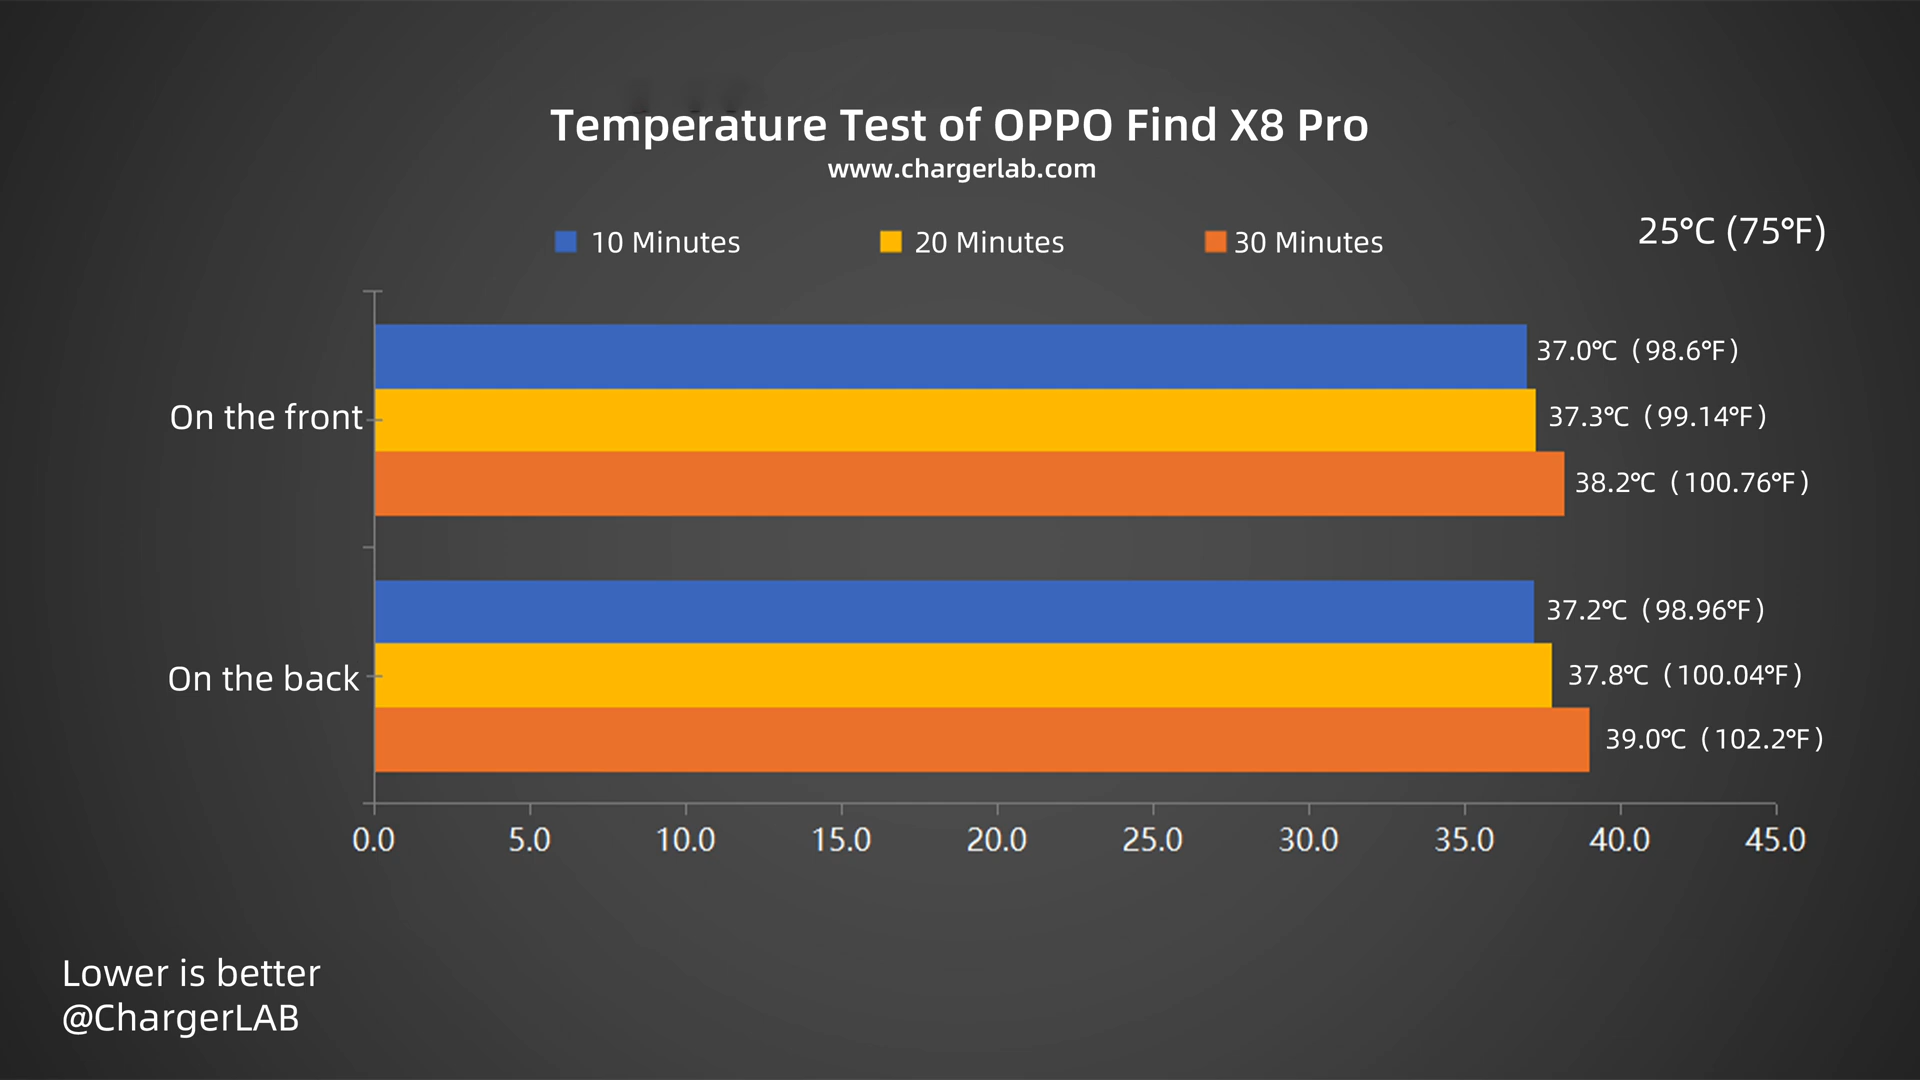 Temperature Test of OPPO Find X8 Pro
www.chargerlab.com
10 Minutes 20 Minutes 30 Minutes
25℃ (75℉)
37.0℃ (98.6℉)
On the front 37.3℃ (99.14℉)
38.2℃ (100.76℉)
37.2℃ (98.96℉)
On the back 37.8℃ (100.04℉)
39.0℃ (102.2℉)
0.0 5.0 10.0 15.0 20.0 25.0 30.0 35.0 40.0 45.0
Lower is better
@ChargerLAB